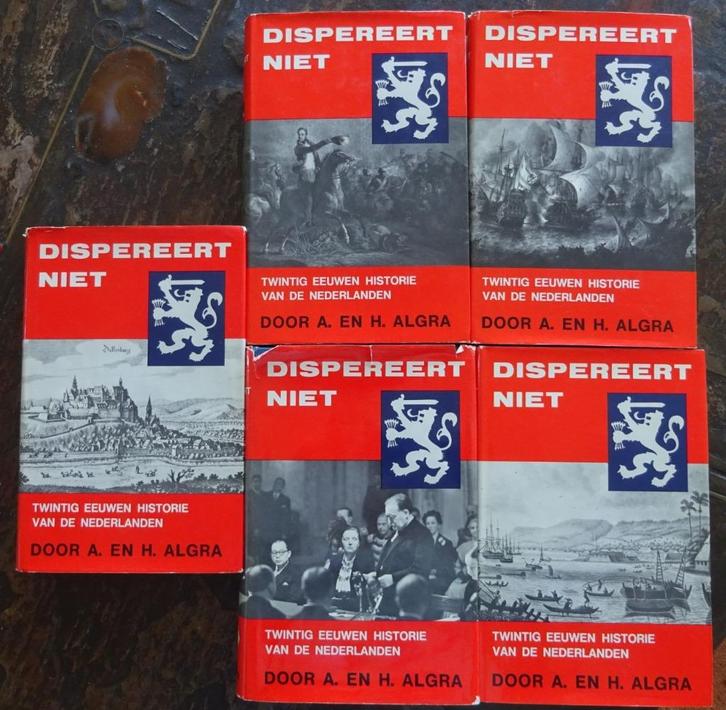 DISPEREERT
NIET
TWINTIG EEUWEN HISTORIE
VAN DE NEDERLANDEN
DOOR A. EN H. ALGRA
DISPEREERT
NIET
TWINTIG EEUWEN HISTORIE
VAN DE NEDERLANDEN
DOOR A. EN H. ALGRA
DISPEREERT
NIET
Dillenburg
TWINTIG EEUWEN HISTORIE
VAN DE NEDERLANDEN
DOOR A. EN H. ALGRA
DISPEREERT
NIET
TWINTIG EEUWEN HISTORIE
VAN DE NEDERLANDEN
DOOR A. EN H. ALGRA
DISPEREERT
NIET
TWINTIG EEUWEN HISTORIE
VAN DE NEDERLANDEN
DOOR A. EN H. ALGRA